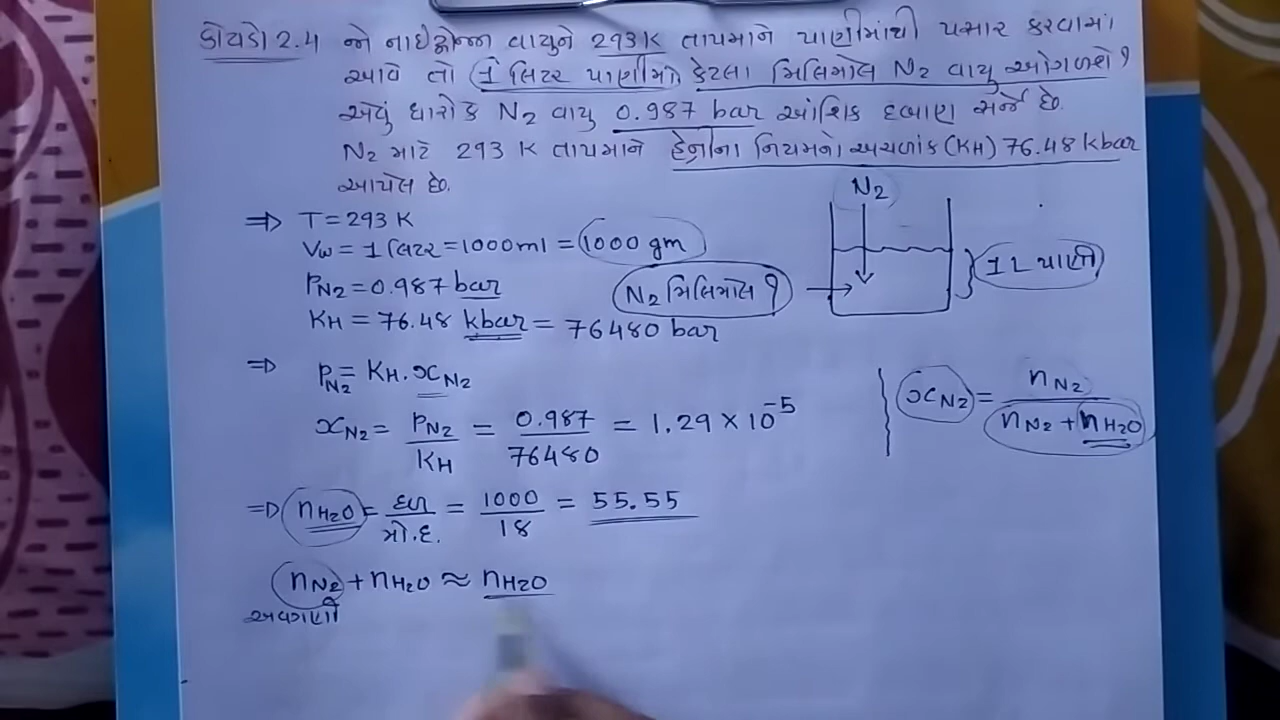 કોયડો 2.4 જો નાઈટ્રોજન વાયુને 293 K તાપમાને પાણીમાંથી પસાર કરવામાં
આવે તો 1 લિટર પાણીમાં કેટલા મિલિમોલ N2 વાયુ ઓગળશે ?
એવું ધારોકે N2 વાયુ 0.987 bar આંશિક દબાણ સર્જે છે.
N2 માટે 293 K તાપમાને હેન્રીના નિયમનો અચળાંક (KH) 76.48 kbar
આપેલ છે.
N2
⇒ T = 293 K
Vw = 1 લિટર = 1000ml = 1000 gm
1 L પાણી
PN2 = 0.987 bar
N2 મિલિમોલ ?
KH = 76.48 kbar = 76480 bar
⇒ PN2 = KH . xN2
xN2 = PN2 / KH = 0.987 / 76480 = 1.29 × 10^-5
xN2 = nN2 / nN2 + nH2O
⇒ nH2O = દળ / મો.દ. = 1000 / 18 = 55.55
nN2 + nH2O ≈ nH2O
અવગણી